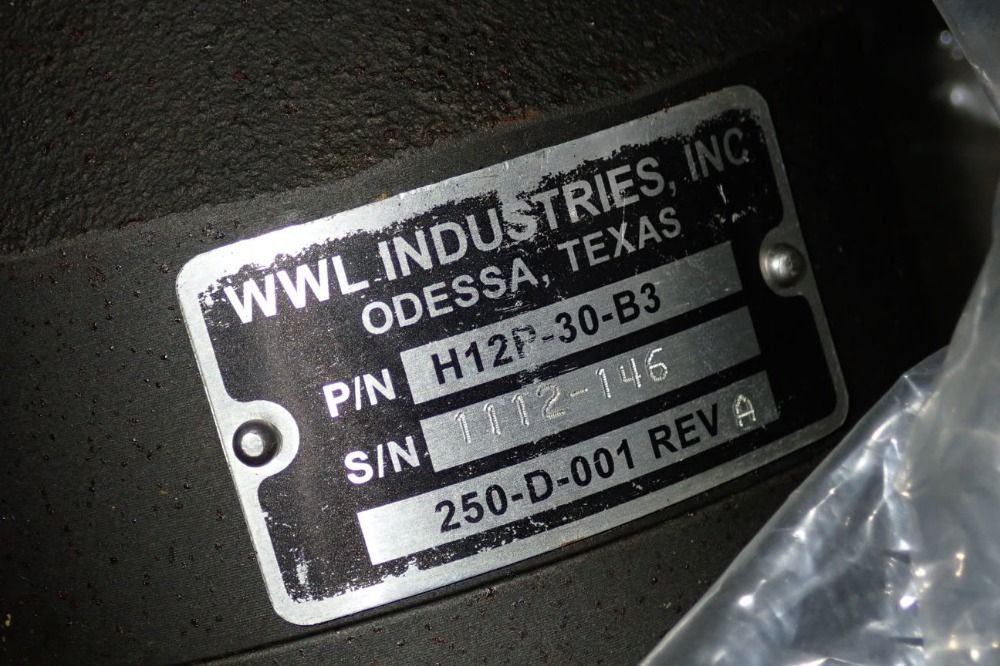 WWL INDUSTRIES, INC
ODESSA, TEXAS
P/N H12P-30-B3
S/N 1112-146
250-D-001 REV A